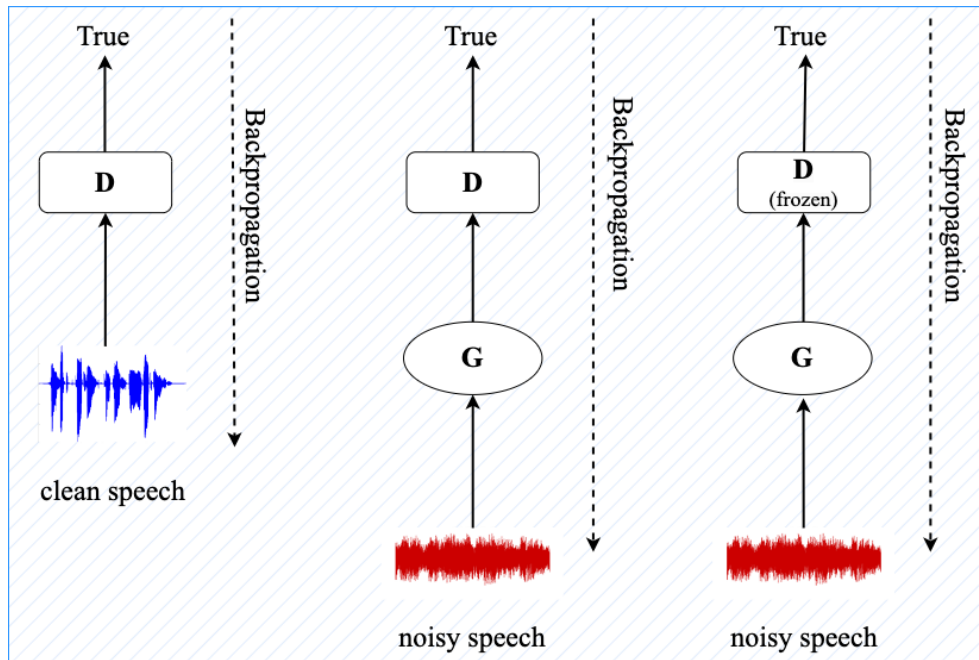 True
True
True
Backpropagation
Backpropagation
Backpropagation
D
D
D
(frozen)
G
G
clean speech
noisy speech
noisy speech